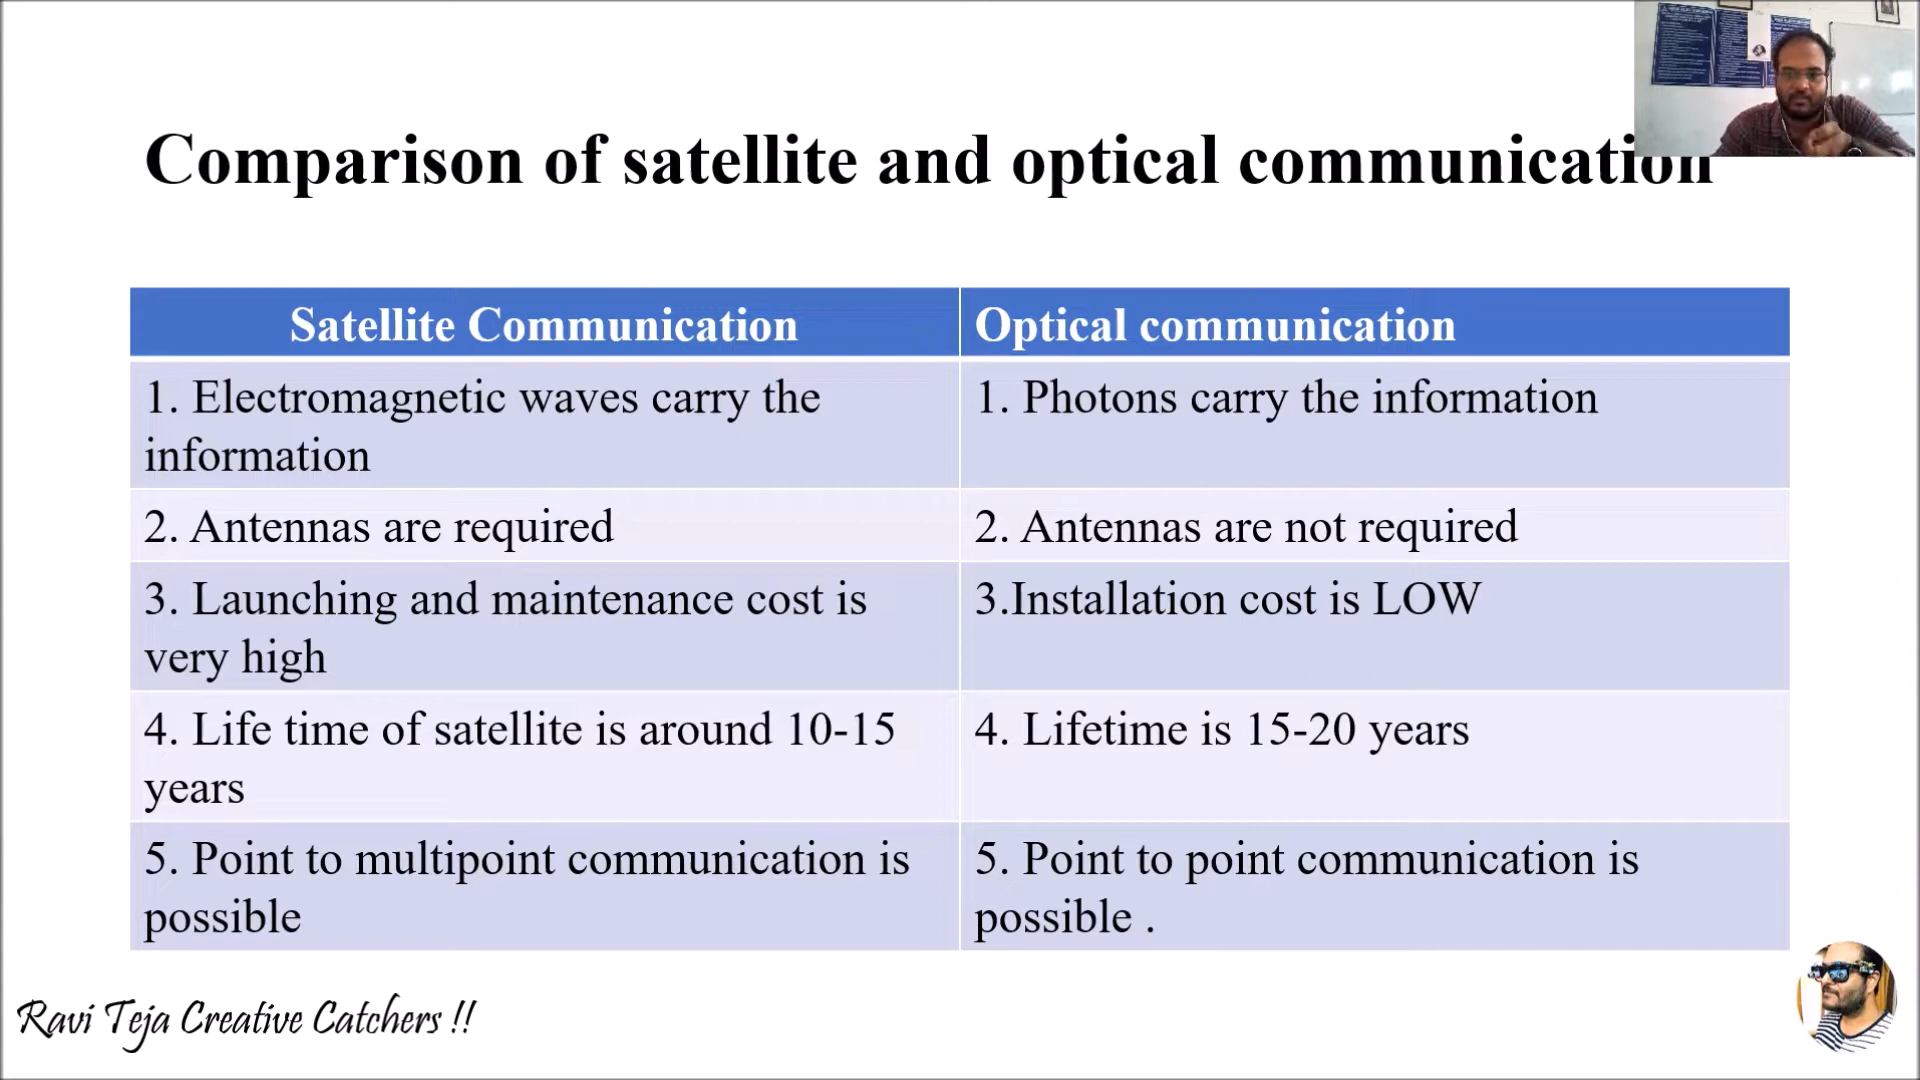 Comparison of satellite and optical communication
Satellite Communication
Optical communication
1. Electromagnetic waves carry the
information
1. Photons carry the information
2. Antennas are required
2. Antennas are not required
3. Launching and maintenance cost is
very high
3.Installation cost is LOW
4. Life time of satellite is around 10-15
years
4. Lifetime is 15-20 years
5. Point to multipoint communication is
possible
5. Point to point communication is
possible .
Ravi Teja Creative Catchers !!